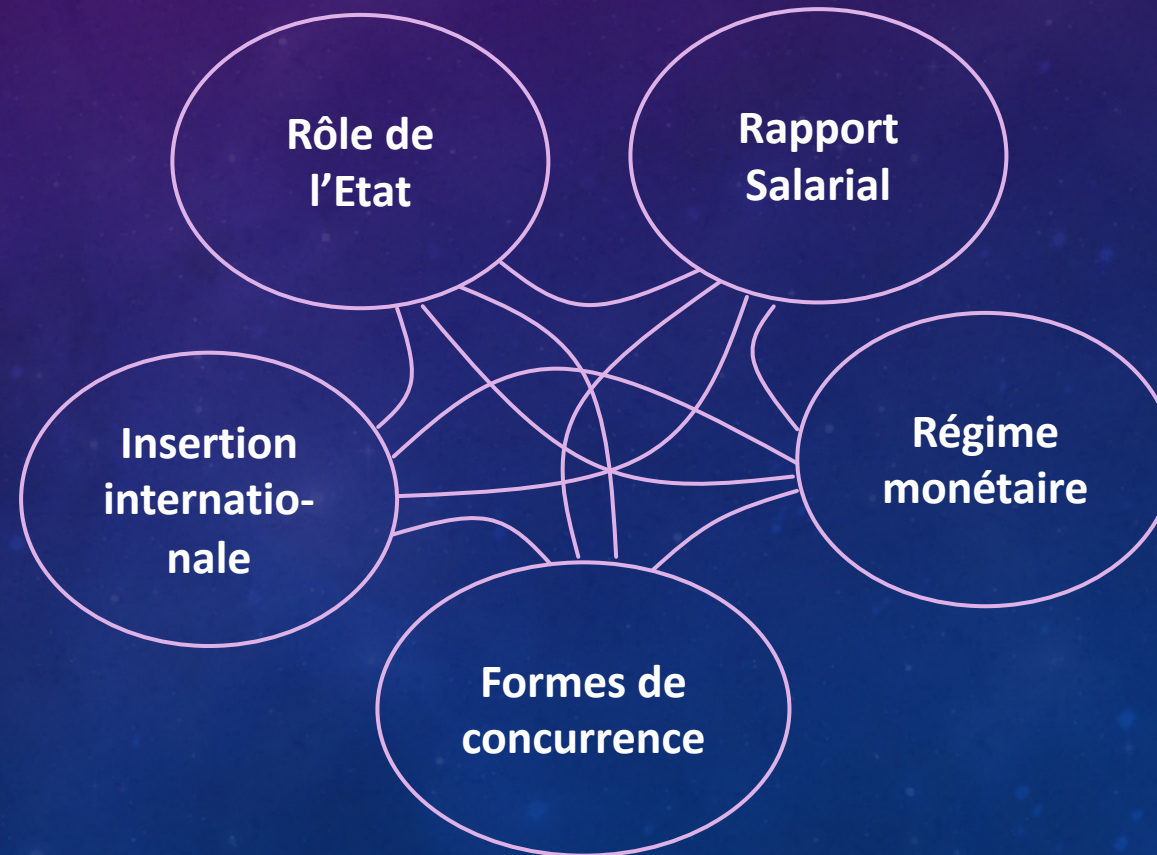 Rôle de
l’Etat
Rapport
Salarial
Insertion
internatio-
nale
Régime
monétaire
Formes de
concurrence